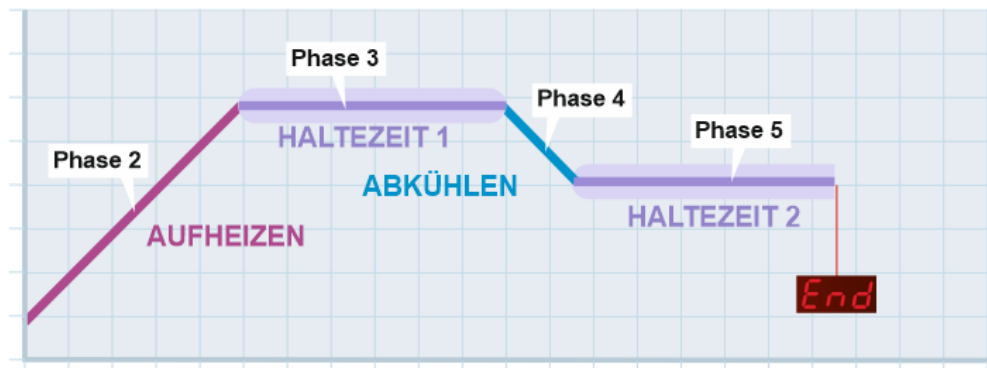 Phase 3
Phase 4
HALTEZEIT 1
Phase 5
Phase 2
ABKÜHLEN
HALTEZEIT 2
AUFHEIZEN
End